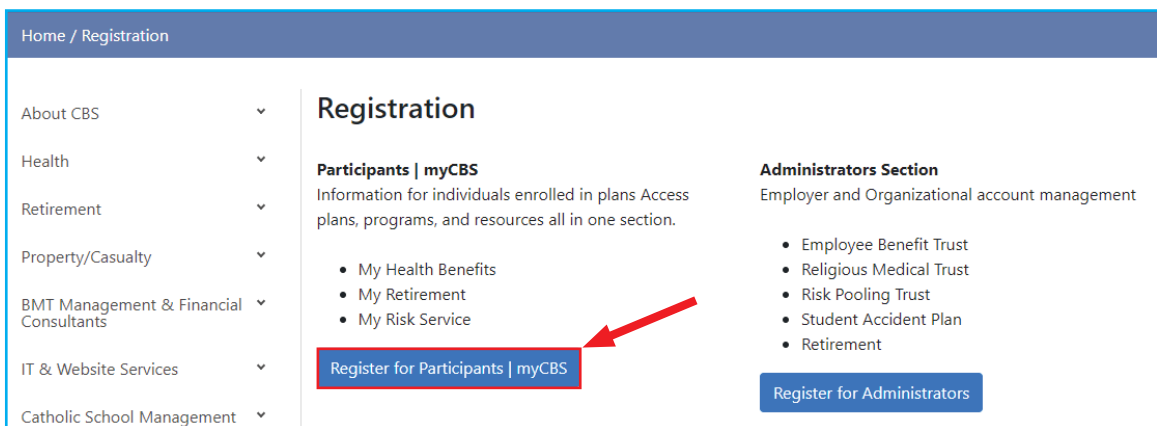 Home / Registration
About CBS
Health
Retirement
Property/Casualty
BMT Management & Financial
Consultants
IT & Website Services
Catholic School Management
Registration
Participants | myCBS
Information for individuals enrolled in plans Access
plans, programs, and resources all in one section.
• My Health Benefits
• My Retirement
• My Risk Service
Register for Participants | myCBS
Administrators Section
Employer and Organizational account management
• Employee Benefit Trust
• Religious Medical Trust
• Risk Pooling Trust
• Student Accident Plan
• Retirement
Register for Administrators